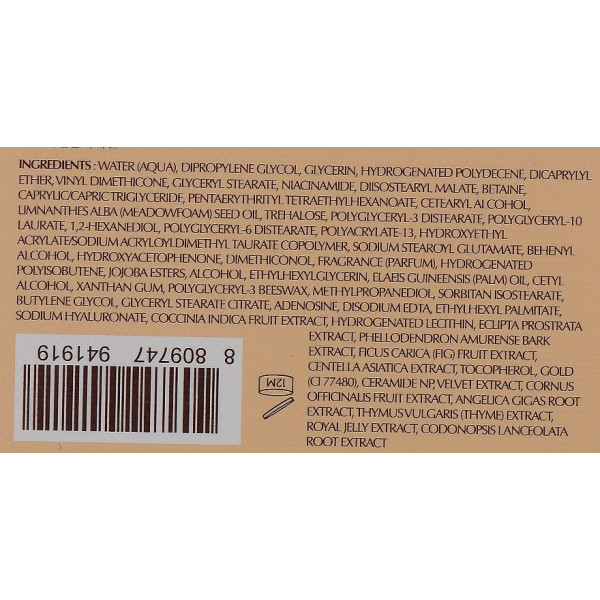 INGREDIENTS : WATER (AQUA), DIPROPYLENE GLYCOL, GLYCERIN, HYDROGENATED POLYDECENE, DICAPRYLYL
ETHER, VINYL DIMETHICONE, GLYCERYL STEARATE, NIACINAMIDE, DIISOSTEARYL MALATE, BETAINE,
CAPRYLIC/CAPRIC TRIGLYCERIDE, PENTAERYTHRITYL TETRAETHYLHEXANOATE, CETEARYL ALCOHOL,
LIMNANTHES ALBA (MEADOWFOAM) SEED OIL, TREHALOSE, POLYGLYCERYL-3 DISTEARATE, POLYGLYCERYL-10
LAURATE, 1,2-HEXANEDIOL, POLYGLYCERYL-6 DISTEARATE, POLYACRYLATE-13, HYDROXYETHYL
ACRYLATE/SODIUM ACRYLOYLDIMETHYL TAURATE COPOLYMER, SODIUM STEAROYL GLUTAMATE, BEHENYL
ALCOHOL, HYDROXYACETOPHENONE, DIMETHICONOL, FRAGRANCE (PARFUM), HYDROGENATED
POLYISOBUTENE, JOJOBA ESTERS, ALCOHOL, ETHYLHEXYLGLYCERIN, ELAEIS GUINEENSIS (PALM) OIL, CETYL
ALCOHOL, XANTHAN GUM, POLYGLYCERYL-3 BEESWAX, METHYLPROPANEDIOL, SORBITAN ISOSTEARATE,
BUTYLENE GLYCOL, GLYCERYL STEARATE CITRATE, ADENOSINE, DISODIUM EDTA, ETHYLHEXYL PALMITATE,
SODIUM HYALURONATE, COCCINIA INDICA FRUIT EXTRACT, HYDROGENATED LECITHIN, ECLIPTA PROSTRATA
EXTRACT, PHELLODENDRON AMURENSE BARK
EXTRACT, FICUS CARICA (FIG) FRUIT EXTRACT,
CENTELLA ASIATICA EXTRACT, TOCOPHEROL, GOLD
(CI 77480), CERAMIDE NP, VELVET EXTRACT, CORNUS
OFFICINALIS FRUIT EXTRACT, ANGELICA GIGAS ROOT
EXTRACT, THYMUS VULGARIS (THYME) EXTRACT,
ROYAL JELLY EXTRACT, CODONOPSIS LANCEOLATA
ROOT EXTRACT
8 809747 941919
12M